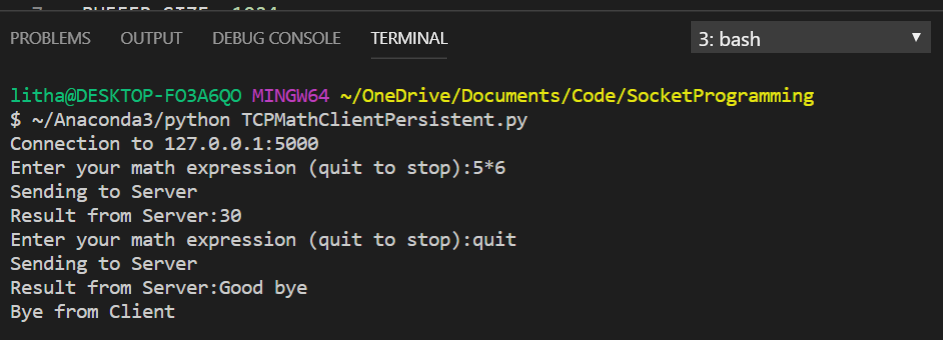 PROBLEMS OUTPUT DEBUG CONSOLE TERMINAL 3: bash
litha@DESKTOP-FO3A6QO MINGW64 ~/OneDrive/Documents/Code/SocketProgramming
$ ~/Anaconda3/python TCPMathClientPersistent.py
Connection to 127.0.0.1:5000
Enter your math expression (quit to stop):5*6
Sending to Server
Result from Server:30
Enter your math expression (quit to stop):quit
Sending to Server
Result from Server:Good bye
Bye from Client